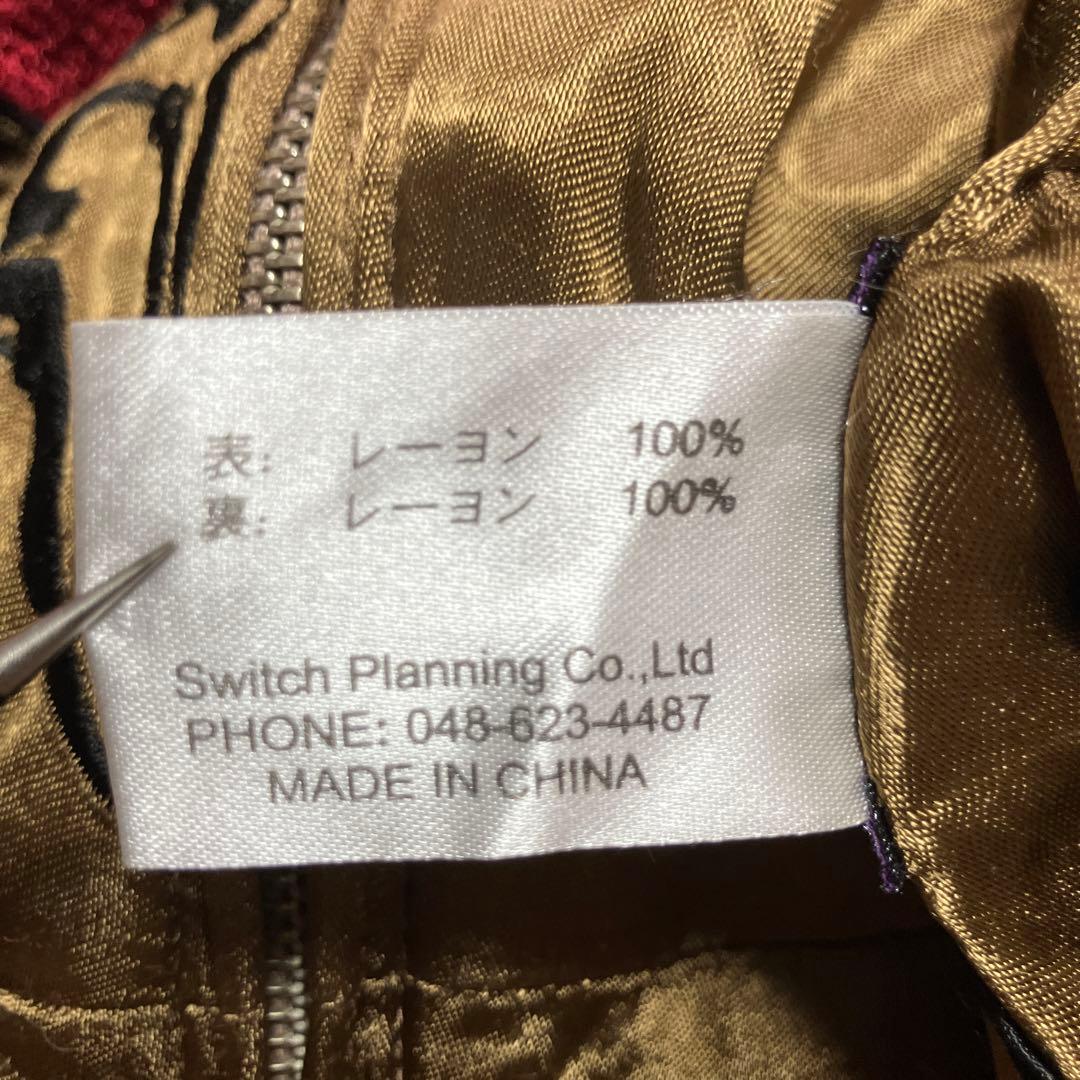 表: レーヨン 100%
裏: レーヨン 100%
Switch Planning Co.,Ltd
PHONE: 048-623-4487
MADE IN CHINA